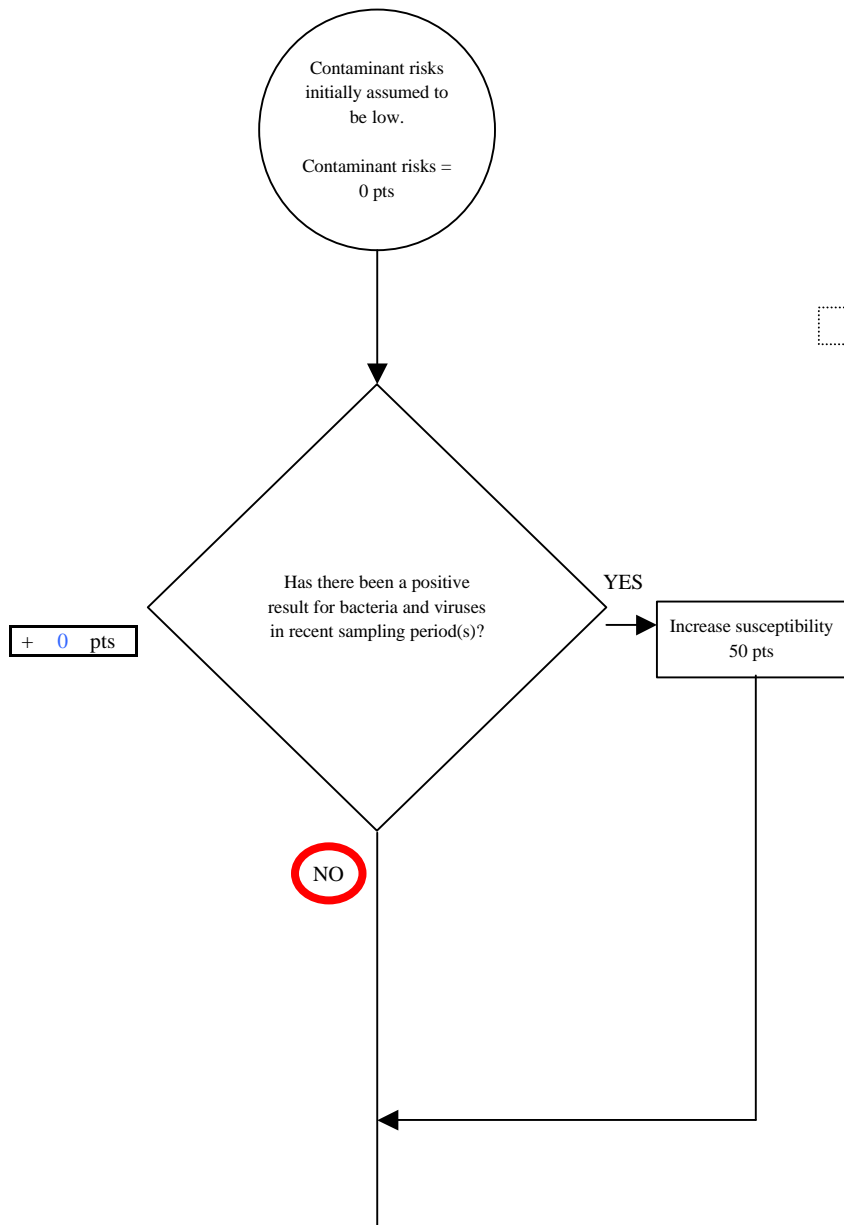 Contaminant risks
initially assumed to
be low.
Contaminant risks =
0 pts
Has there been a positive
result for bacteria and viruses
in recent sampling period(s)?
YES
Increase susceptibility
50 pts
+ 0 pts
NO